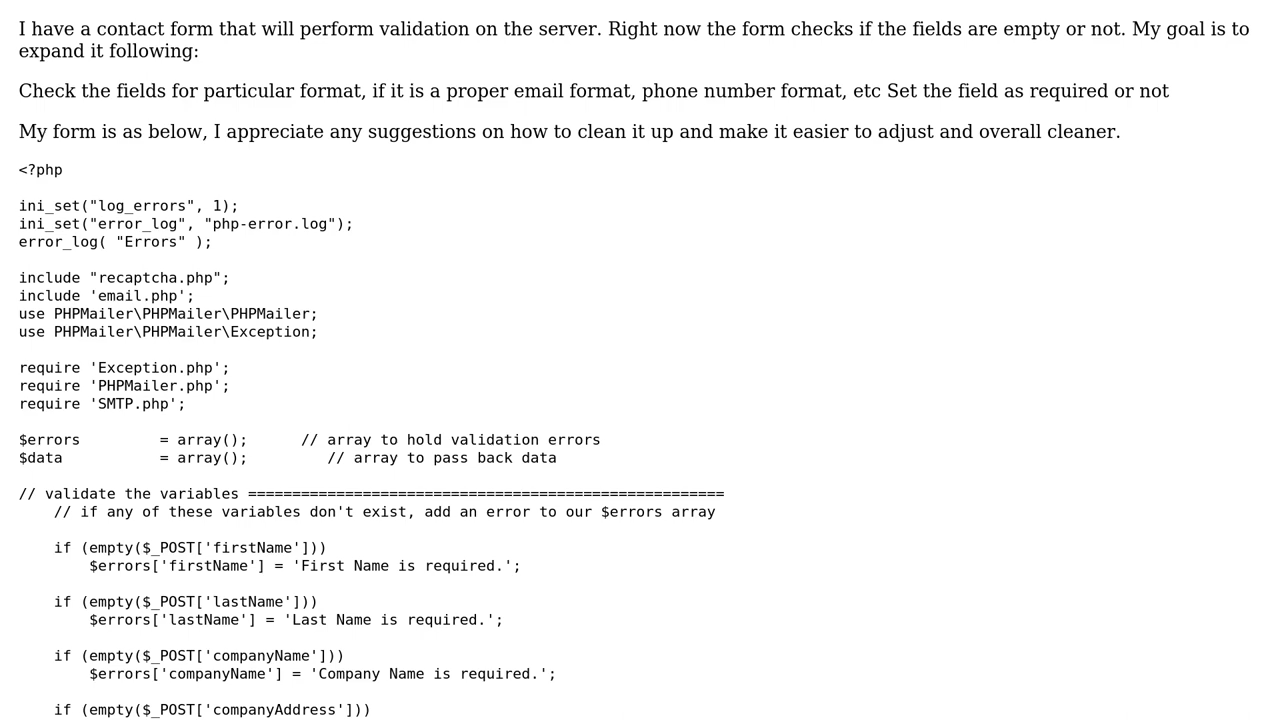 I have a contact form that will perform validation on the server. Right now the form checks if the fields are empty or not. My goal is to
expand it following:
Check the fields for particular format, if it is a proper email format, phone number format, etc Set the field as required or not
My form is as below, I appreciate any suggestions on how to clean it up and make it easier to adjust and overall cleaner.
<?php
ini_set("log_errors", 1);
ini_set("error_log", "php-error.log");
error_log( "Errors" );
include "recaptcha.php";
include 'email.php';
use PHPMailer\PHPMailer\PHPMailer;
use PHPMailer\PHPMailer\Exception;
require 'Exception.php';
require 'PHPMailer.php';
require 'SMTP.php';
$errors         = array();      // array to hold validation errors
$data           = array();         // array to pass back data
// validate the variables ======================================================
    // if any of these variables don't exist, add an error to our $errors array
    if (empty($_POST['firstName']))
        $errors['firstName'] = 'First Name is required.';
    if (empty($_POST['lastName']))
        $errors['lastName'] = 'Last Name is required.';
    if (empty($_POST['companyName']))
        $errors['companyName'] = 'Company Name is required.';
    if (empty($_POST['companyAddress']))